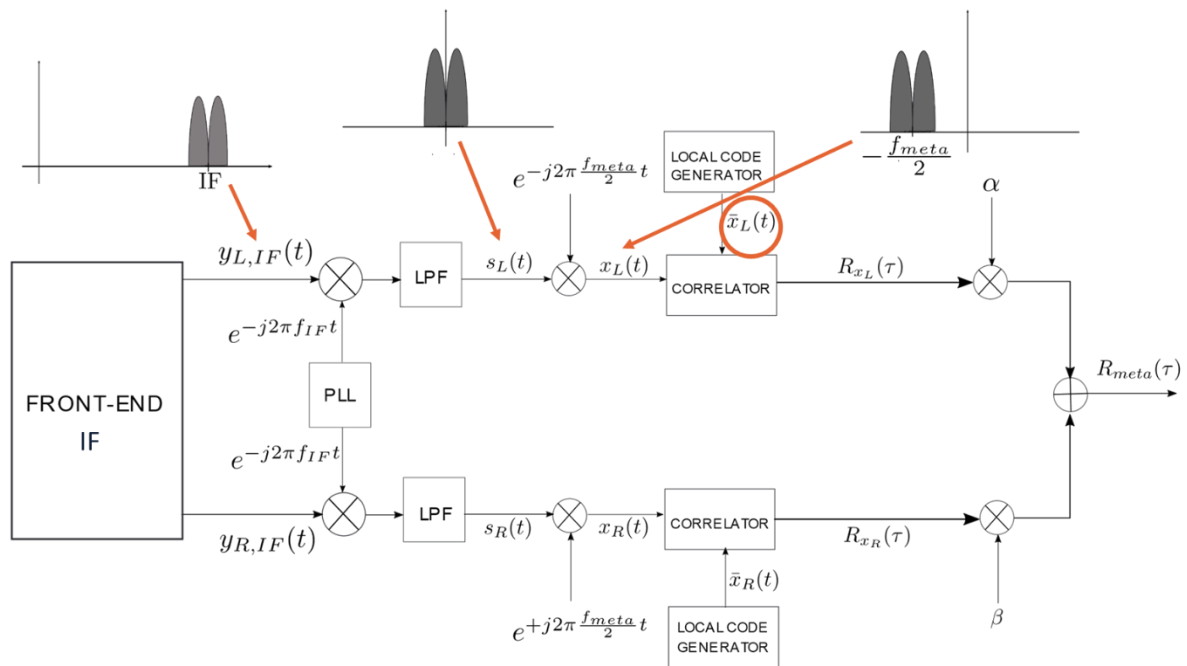 IF
$-\frac{f_{meta}}{2}$
$e^{-j2\pi\frac{f_{meta}}{2}t}$
LOCAL CODE
GENERATOR
$\alpha$
$y_{L,IF}(t)$
LPF
$s_L(t)$
$x_L(t)$
$\bar{x}_L(t)$
CORRELATOR
$R_{x_L}(\tau)$
$e^{-j2\pi f_{IF}t}$
FRONT-END
IF
PLL
$R_{meta}(\tau)$
$e^{-j2\pi f_{IF}t}$
$y_{R,IF}(t)$
LPF
$s_R(t)$
$x_R(t)$
CORRELATOR
$R_{x_R}(\tau)$
$\bar{x}_R(t)$
$e^{+j2\pi\frac{f_{meta}}{2}t}$
LOCAL CODE
GENERATOR
$\beta$